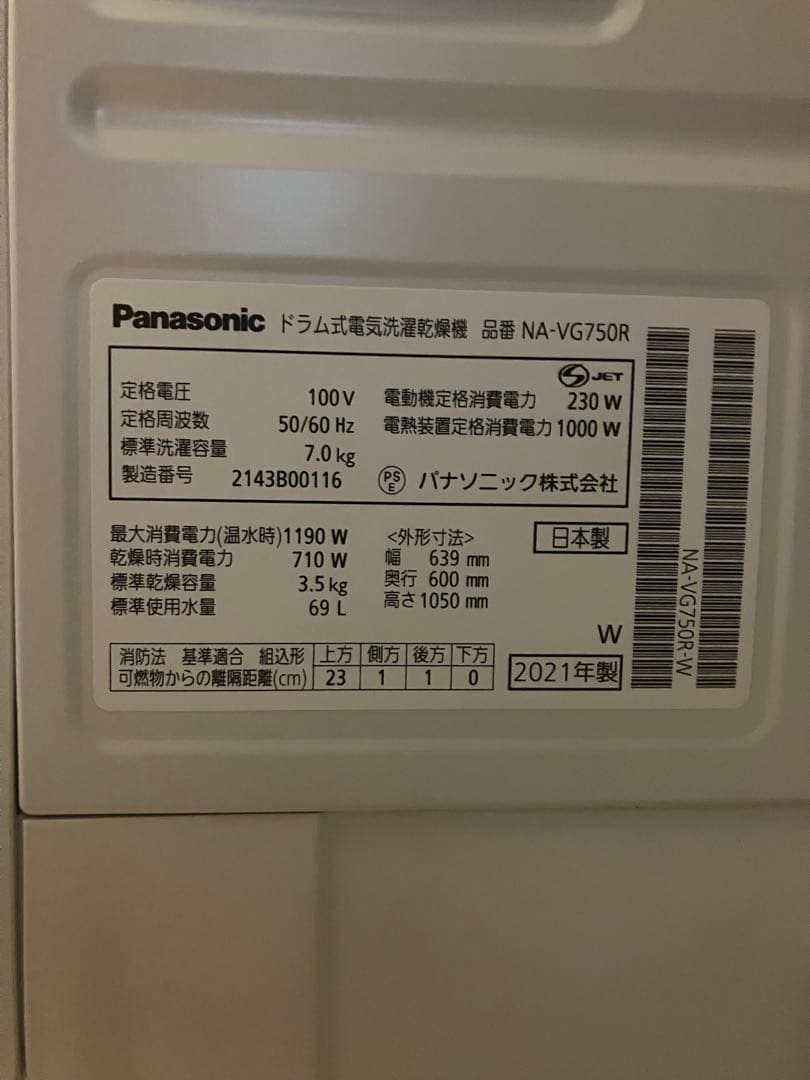 Panasonic ドラム式電気洗濯乾燥機 品番 NA-VG750R
JET
定格電圧 100V 電動機定格消費電力 230 W
定格周波数 50/60 Hz 電熱装置定格消費電力 1000 W
標準洗濯容量 7.0 kg
製造番号 2143B00116 PSE パナソニック株式会社
最大消費電力(温水時) 1190 W <外形寸法> 日本製
乾燥時消費電力 710 W 幅 639 mm
標準乾燥容量 3.5 kg 奥行 600 mm
標準使用水量 69 L 高さ 1050 mm
W
消防法 基準適合 組込形 上方 側方 後方 下方
可燃物からの離隔距離(cm) 23 1 1 0
2021年製
NA-VG750R-W